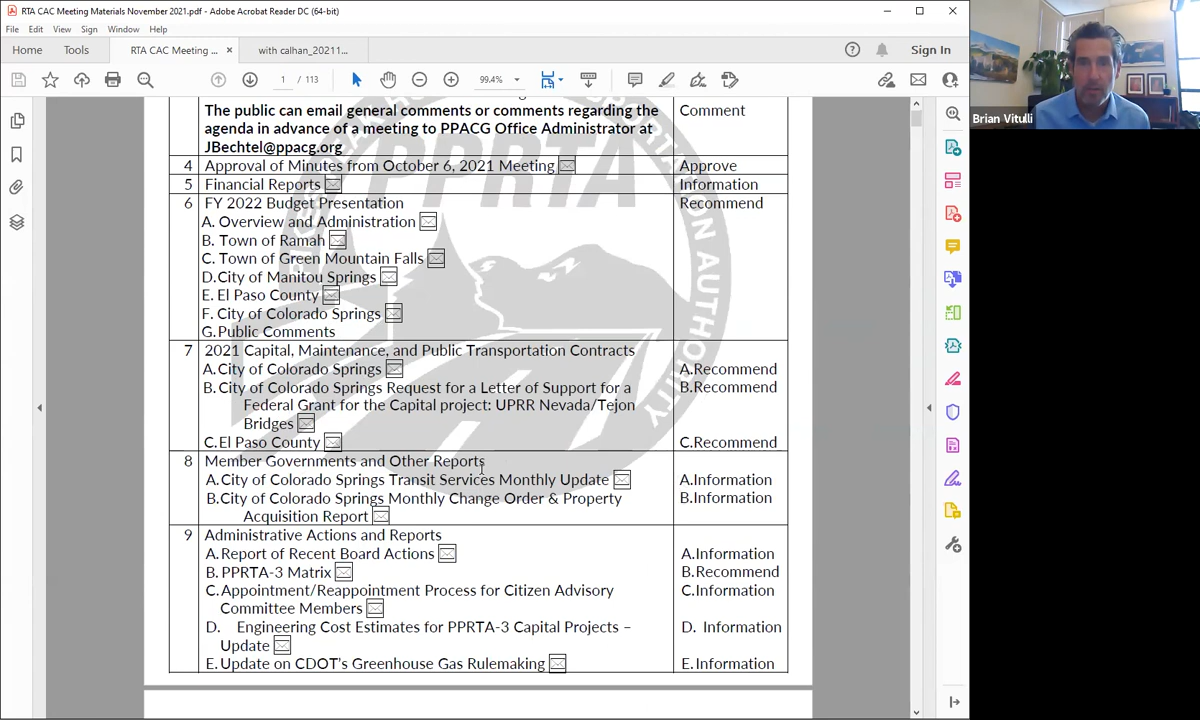 RTA CAC Meeting Materials November 2021.pdf - Adobe Acrobat Reader DC (64-bit)
File Edit View Sign Window Help
Home Tools RTA CAC Meeting ... × with calhan_20211... Sign In
1 / 113 99.4%
The public can email general comments or comments regarding the
agenda in advance of a meeting to PPACG Office Administrator at
JBechtel@ppacg.org
Comment
4 Approval of Minutes from October 6, 2021 Meeting Approve
5 Financial Reports Information
6 FY 2022 Budget Presentation Recommend
A. Overview and Administration
B. Town of Ramah
C. Town of Green Mountain Falls
D.City of Manitou Springs
E. El Paso County
F. City of Colorado Springs
G.Public Comments
7 2021 Capital, Maintenance, and Public Transportation Contracts
A.City of Colorado Springs A.Recommend
B.City of Colorado Springs Request for a Letter of Support for a B.Recommend
Federal Grant for the Capital project: UPRR Nevada/Tejon
Bridges
C.El Paso County C.Recommend
8 Member Governments and Other Reports
A.City of Colorado Springs Transit Services Monthly Update A.Information
B.City of Colorado Springs Monthly Change Order & Property B.Information
Acquisition Report
9 Administrative Actions and Reports
A.Report of Recent Board Actions A.Information
B.PPRTA-3 Matrix B.Recommend
C.Appointment/Reappointment Process for Citizen Advisory C.Information
Committee Members
D. Engineering Cost Estimates for PPRTA-3 Capital Projects – D. Information
Update
E.Update on CDOT's Greenhouse Gas Rulemaking E.Information
PPRTA
AUTHORITY
Brian Vitulli